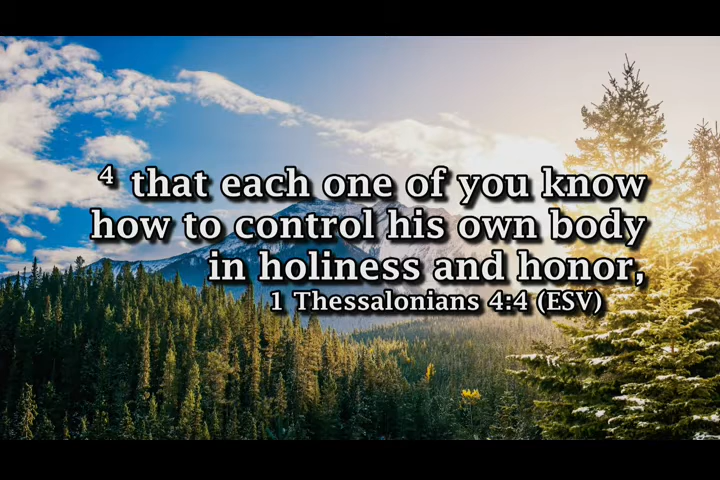 4 that each one of you know
how to control his own body
in holiness and honor,
1 Thessalonians 4:4 (ESV)